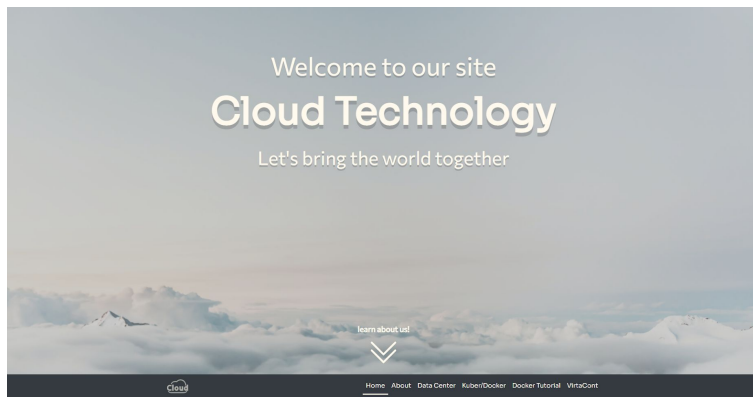 Welcome to our site
Cloud Technology
Let's bring the world together
learn about us!
Cloud
Home About Data Center Kuber/Docker Docker Tutorial VirtaCont